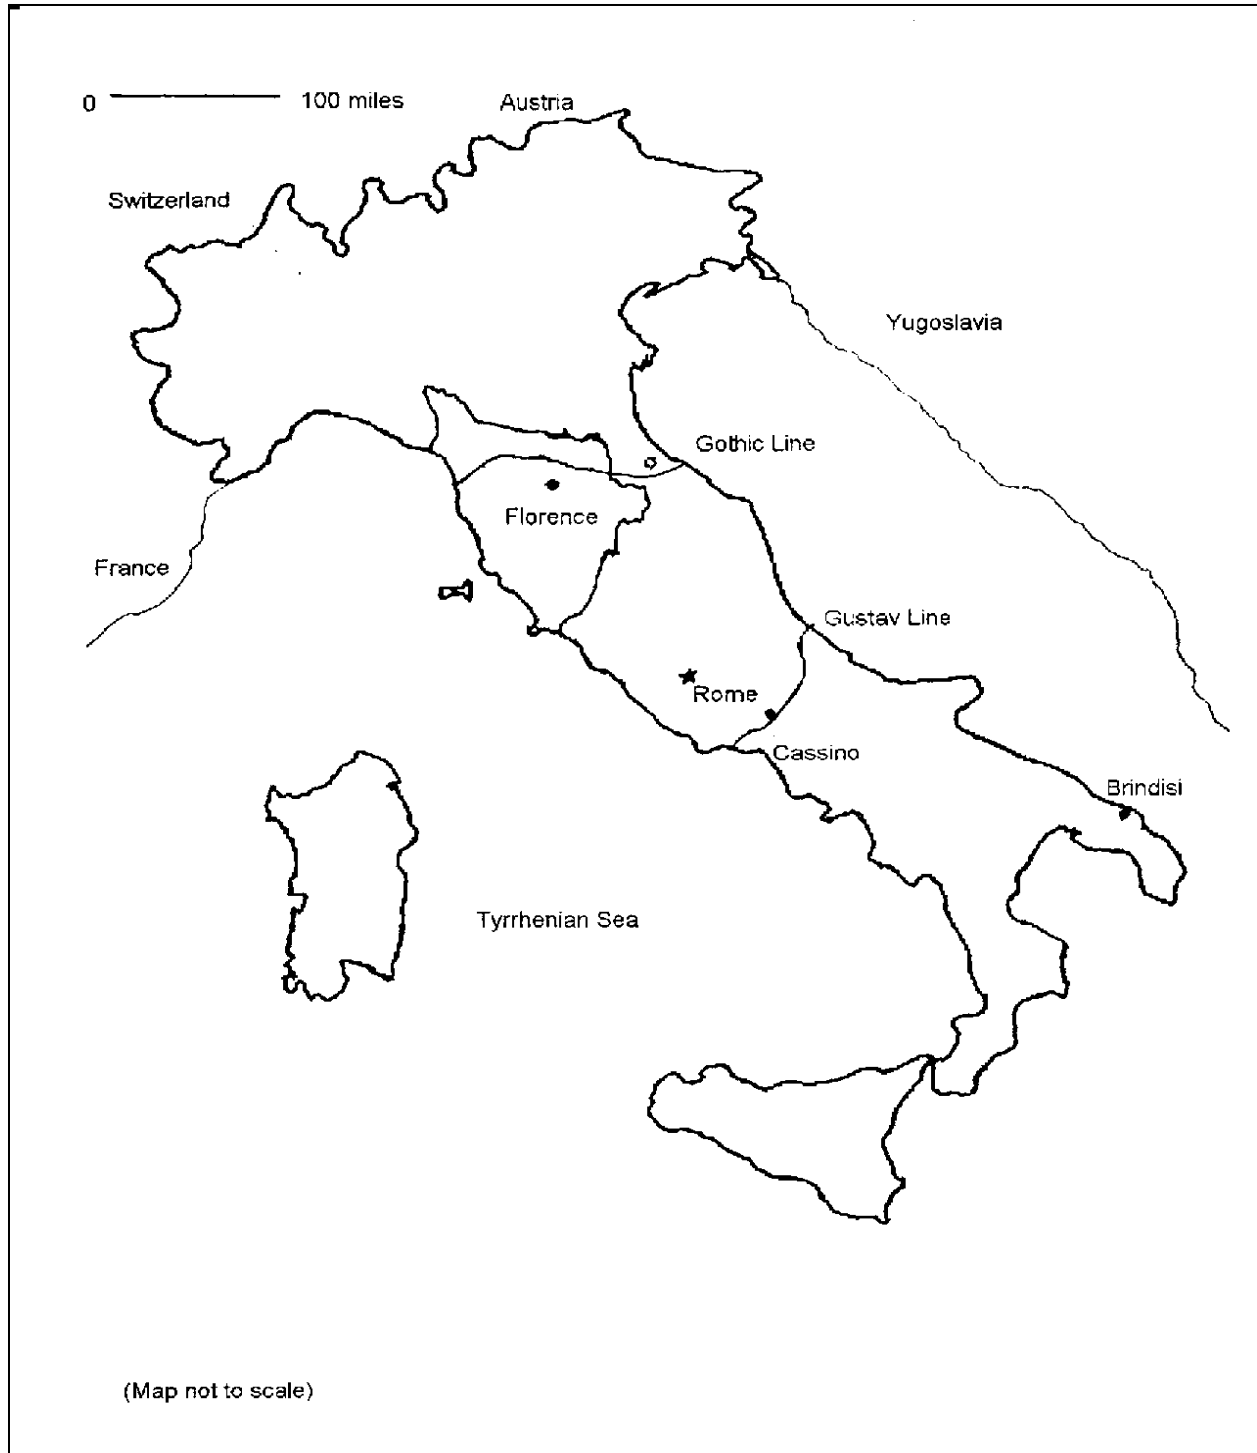 0 100 miles
Austria
Switzerland
Yugoslavia
Gothic Line
Florence
France
Gustav Line
Rome
Cassino
Brindisi
Tyrrhenian Sea
(Map not to scale)